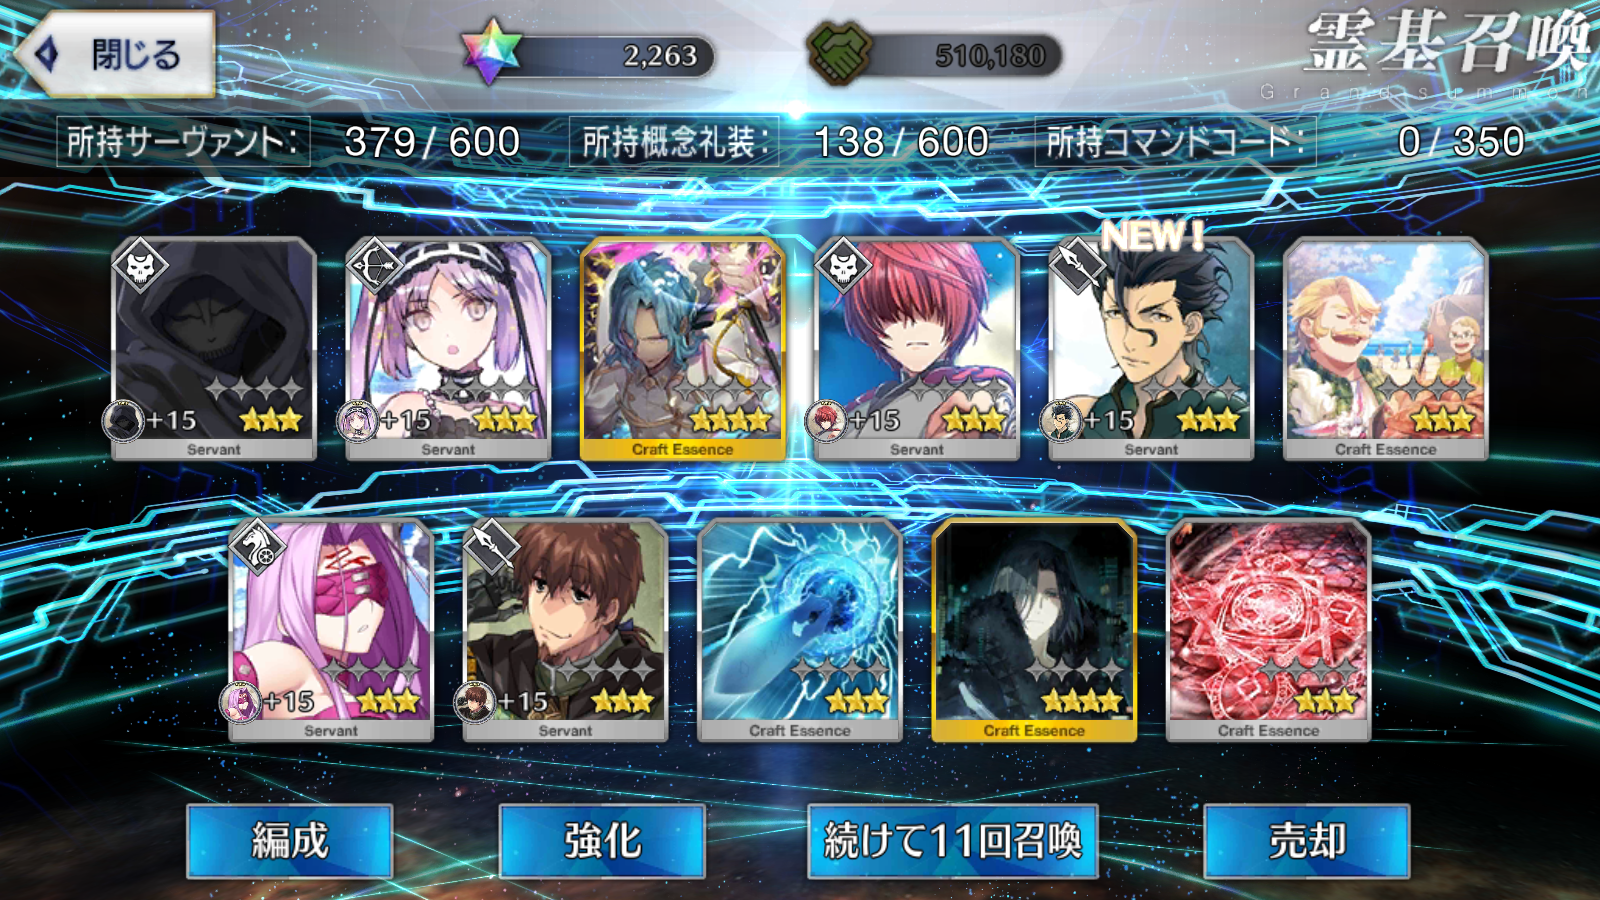 閉じる
2,263
510,180
霊基召喚
Grand summon
所持サーヴァント:
379 / 600
所持概念礼装:
138 / 600
所持コマンドコード:
0 / 350
NEW!
+15
Servant
+15
Servant
Craft Essence
+15
Servant
+15
Servant
Craft Essence
+15
Servant
+15
Servant
Craft Essence
Craft Essence
Craft Essence
編成
強化
続けて11回召喚
売却